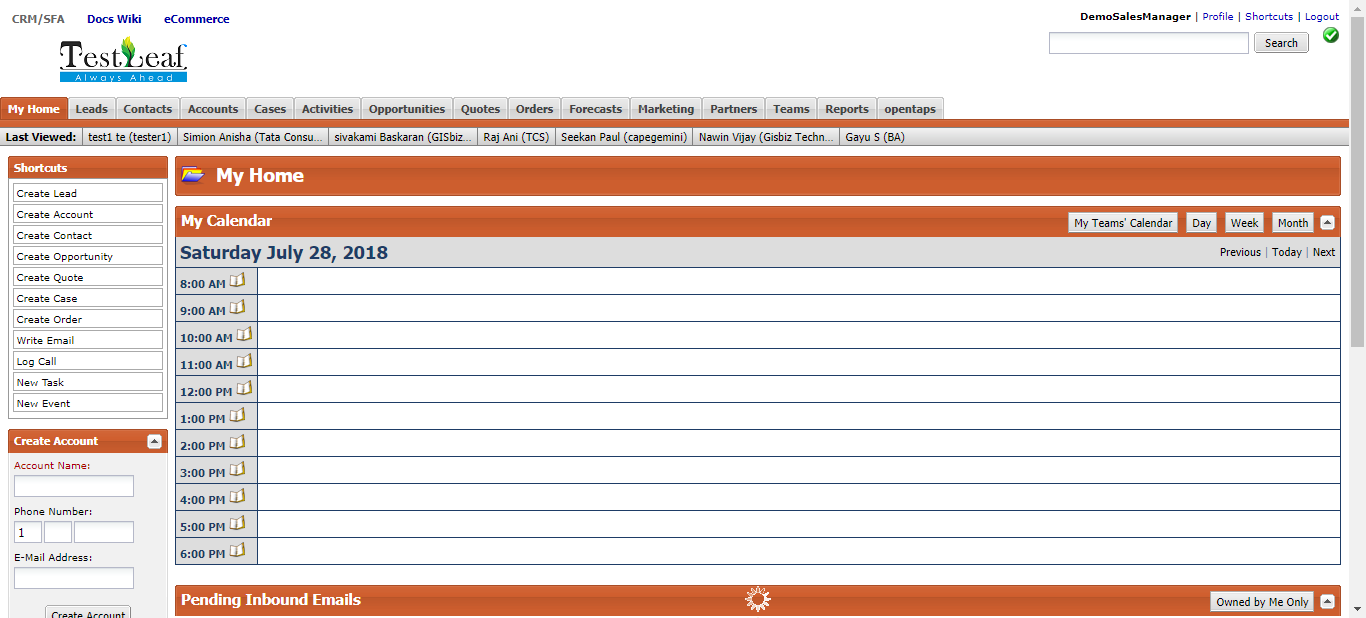 CRM/SFA Docs Wiki eCommerce
DemoSalesManager | Profile | Shortcuts | Logout
TestLeaf
Always Ahead
Search
My Home Leads Contacts Accounts Cases Activities Opportunities Quotes Orders Forecasts Marketing Partners Teams Reports opentaps
Last Viewed: test1 te (tester1) Simion Anisha (Tata Consu... sivakami Baskaran (GISbiz... Raj Ani (TCS) Seekan Paul (capegemini) Nawin Vijay (Gisbiz Techn... Gayu S (BA)
Shortcuts
Create Lead
Create Account
Create Contact
Create Opportunity
Create Quote
Create Case
Create Order
Write Email
Log Call
New Task
New Event
Create Account
Account Name:
Phone Number:
1
E-Mail Address:
Create Account
My Home
My Calendar
My Teams' Calendar Day Week Month
Saturday July 28, 2018
Previous | Today | Next
8:00 AM
9:00 AM
10:00 AM
11:00 AM
12:00 PM
1:00 PM
2:00 PM
3:00 PM
4:00 PM
5:00 PM
6:00 PM
Pending Inbound Emails
Owned by Me Only